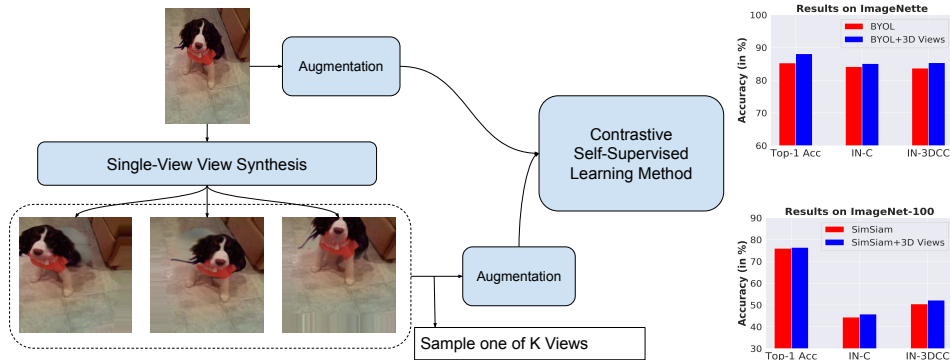 Augmentation
Single-View View Synthesis
Contrastive
Self-Supervised
Learning Method
Augmentation
Sample one of K Views
Results on ImageNette
BYOL
BYOL+3D Views
Accuracy (in %)
100
90
80
70
60
Top-1 Acc IN-C IN-3DCC
Results on ImageNet-100
SimSiam
SimSiam+3D Views
Accuracy (in %)
90
80
70
60
50
40
30
Top-1 Acc IN-C IN-3DCC